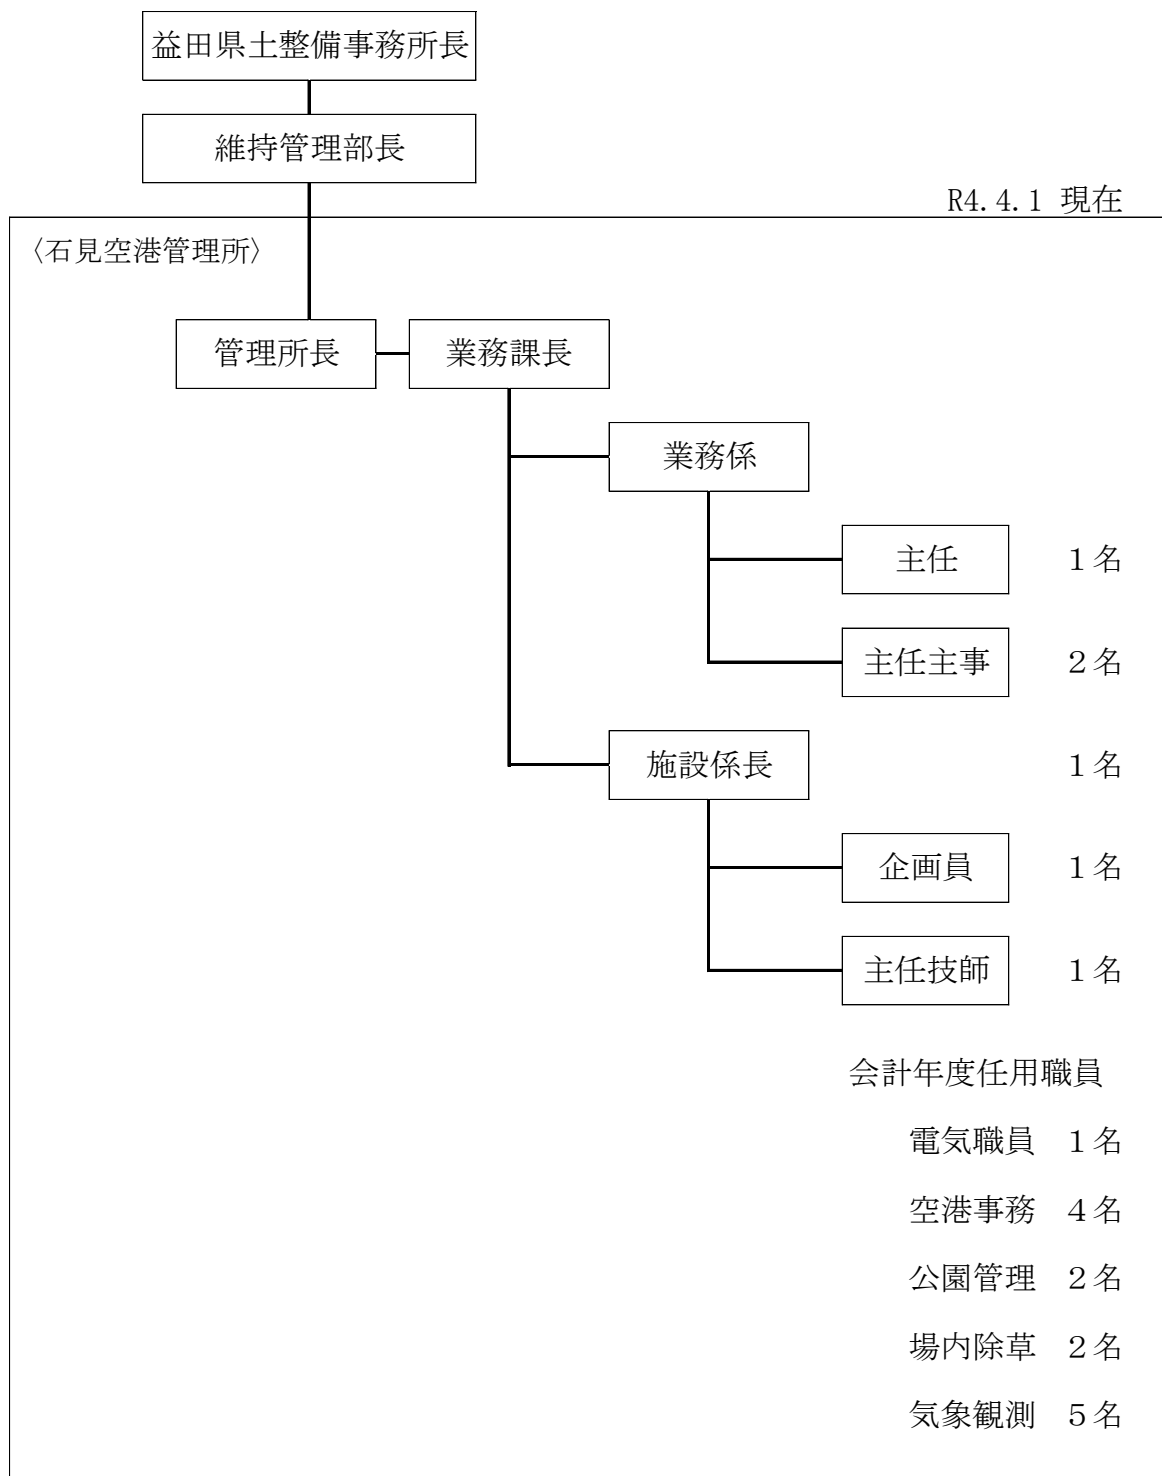 益田県土整備事務所長
維持管理部長
R4.4.1 現在
〈石見空港管理所〉
管理所長 業務課長
業務係
主任 １名
主任主事 ２名
施設係長 １名
企画員 １名
主任技師 １名
会計年度任用職員
電気職員 １名
空港事務 ４名
公園管理 ２名
場内除草 ２名
気象観測 ５名